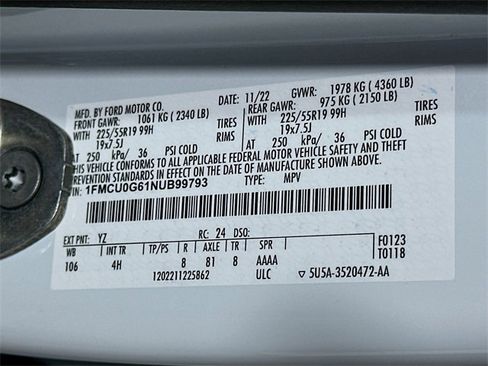 MFD. BY FORD MOTOR CO. DATE: 11/22 GVWR: 1978 KG ( 4360 LB)
FRONT GAWR: 1061 KG ( 2340 LB) REAR GAWR: 975 KG ( 2150 LB)
225/55R19 99H TIRES 225/55R19 99H TIRES
19x7.5J RIMS 19x7.5J RIMS
AT 250 kPa/ 36 PSI COLD AT 250 kPa/ 36 PSI COLD
THIS VEHICLE CONFORMS TO ALL APPLICABLE FEDERAL MOTOR VEHICLE SAFETY AND THEFT
PREVENTION STANDARDS IN EFFECT ON THE DATE OF MANUFACTURE SHOWN ABOVE.
VIN: 1FMCU0G61NUB99793 TYPE: MPV
EXT PNT: YZ RC: 24 DSO: F0123
WB INT TR TP/PS R AXLE TR SPR T0118
106 4H 8 81 8 AAAA
1202211225862 ULC ▽ 5U5A-3520472-AA